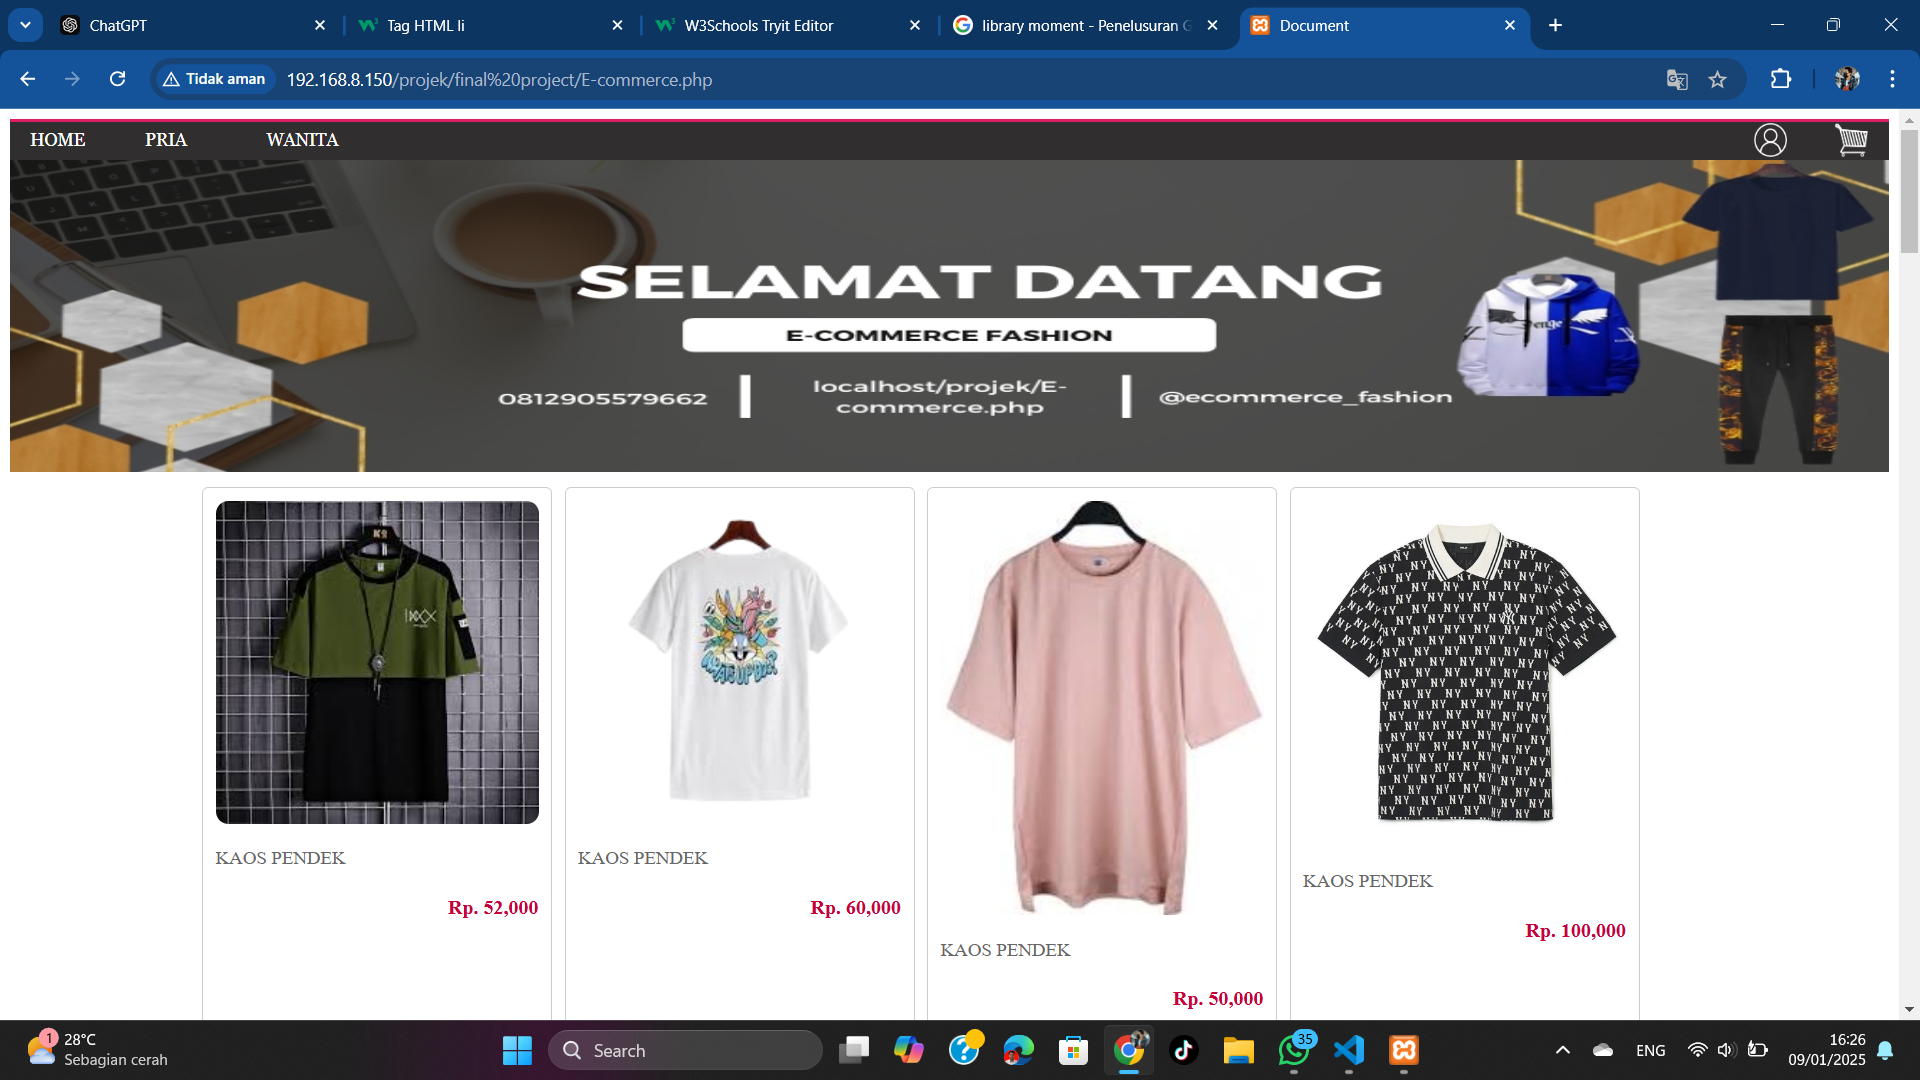 ChatGPT
Tag HTML li
W3Schools Tryit Editor
library moment - Penelusuran G
Document
Tidak aman
192.168.8.150/projek/final%20project/E-commerce.php
HOME PRIA WANITA
SELAMAT DATANG
E-COMMERCE FASHION
0812905579662
localhost/projek/E-
commerce.php
@ecommerce_fashion
KAOS PENDEK
Rp. 52,000
KAOS PENDEK
Rp. 60,000
KAOS PENDEK
Rp. 50,000
KAOS PENDEK
Rp. 100,000
1
28°C
Sebagian cerah
Search
35
ENG
16:26
09/01/2025